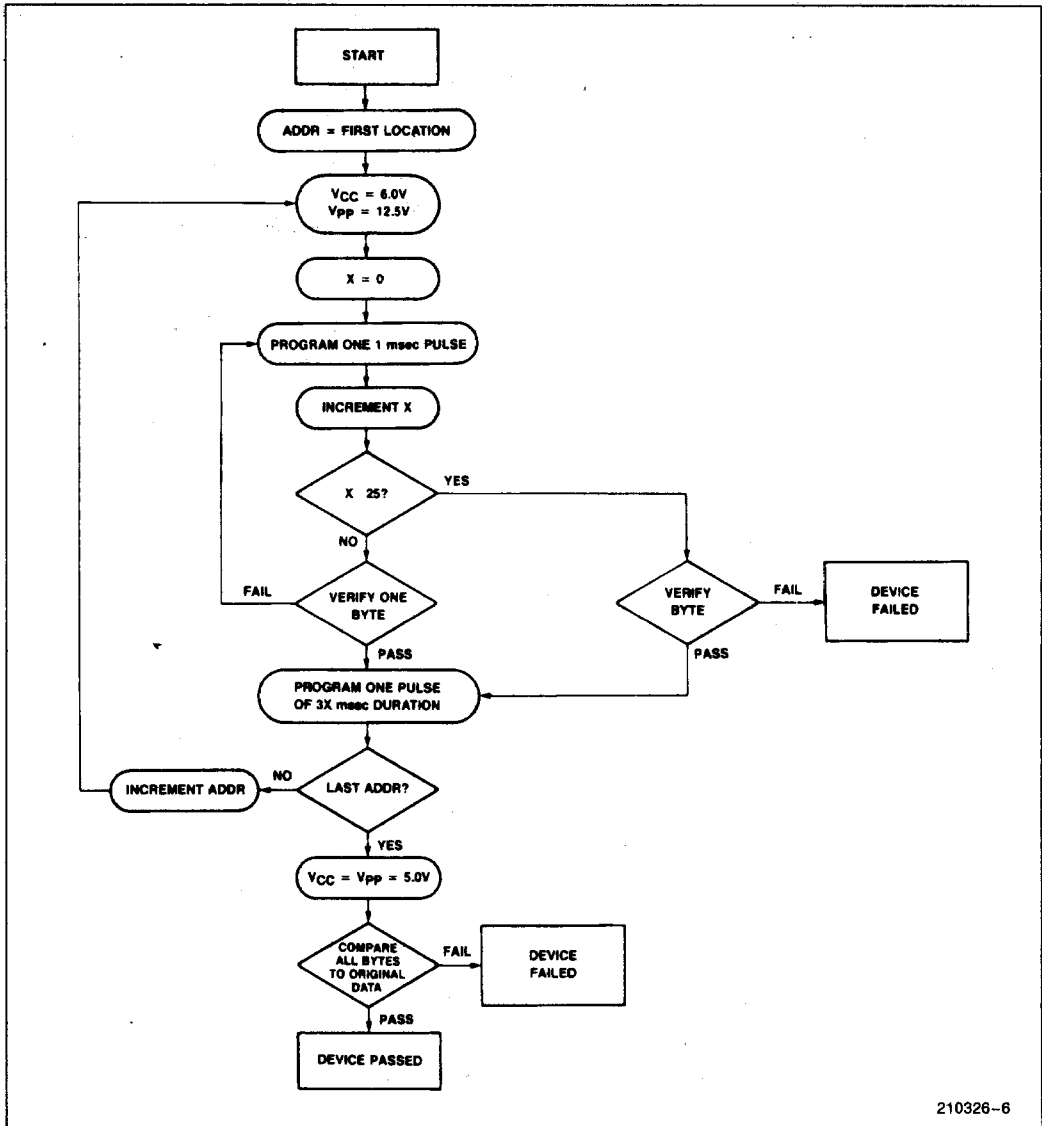 START
ADDR = FIRST LOCATION
VCC = 6.0V
VPP = 12.5V
X = 0
PROGRAM ONE 1 msec PULSE
INCREMENT X
X 25?
YES
NO
VERIFY ONE
BYTE
FAIL
PASS
VERIFY
BYTE
FAIL
DEVICE
FAILED
PASS
PROGRAM ONE PULSE
OF 3X msec DURATION
LAST ADDR?
NO
INCREMENT ADDR
YES
VCC = VPP = 5.0V
COMPARE
ALL BYTES
TO ORIGINAL
DATA
FAIL
DEVICE
FAILED
PASS
DEVICE PASSED
210326-6